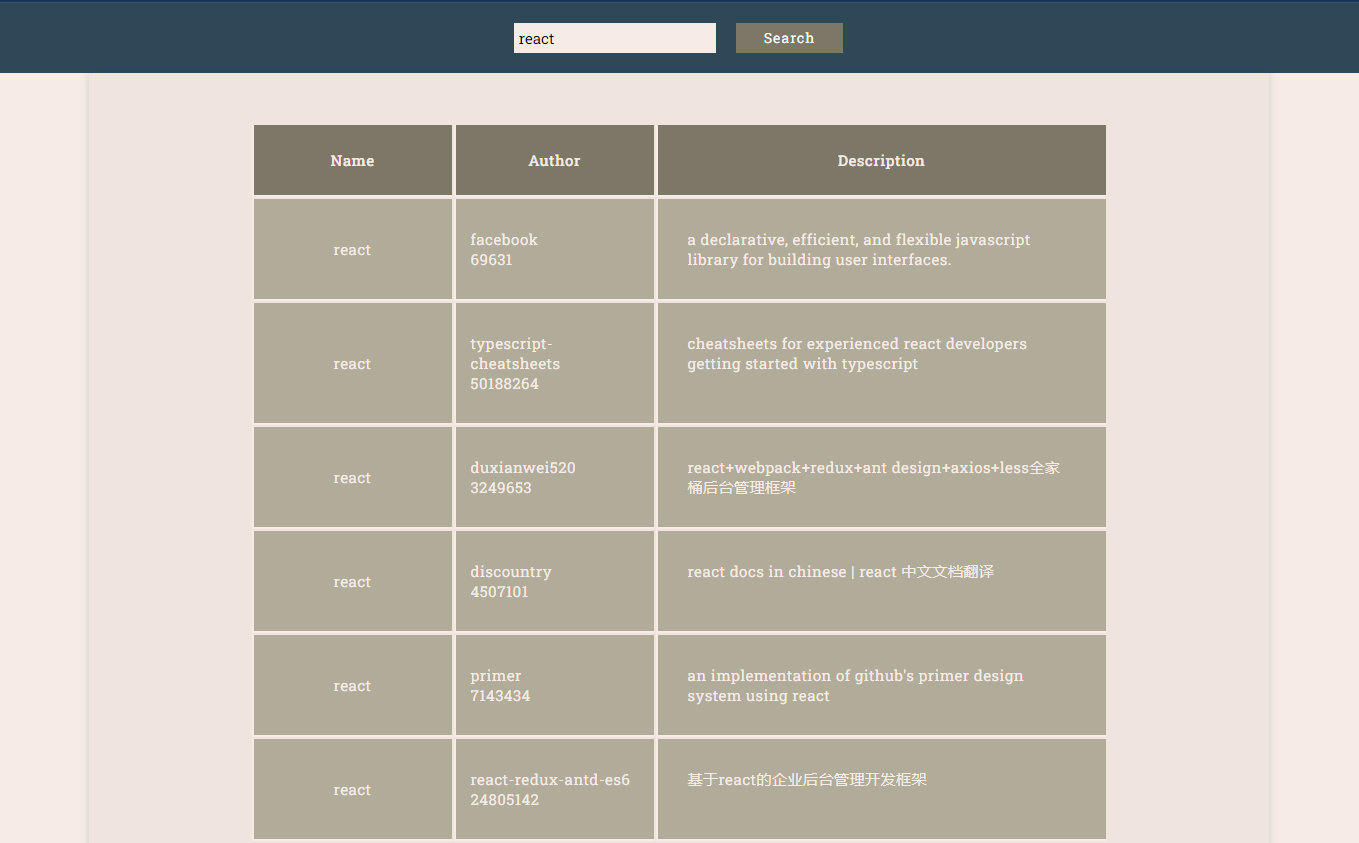 react
Search
Name
Author
Description
react
facebook
69631
a declarative, efficient, and flexible javascript
library for building user interfaces.
react
typescript-
cheatsheets
50188264
cheatsheets for experienced react developers
getting started with typescript
react
duxianwei520
3249653
react+webpack+redux+ant design+axios+less全家
桶后台管理框架
react
discountry
4507101
react docs in chinese | react 中文文档翻译
react
primer
7143434
an implementation of github's primer design
system using react
react
react-redux-antd-es6
24805142
基于react的企业后台管理开发框架